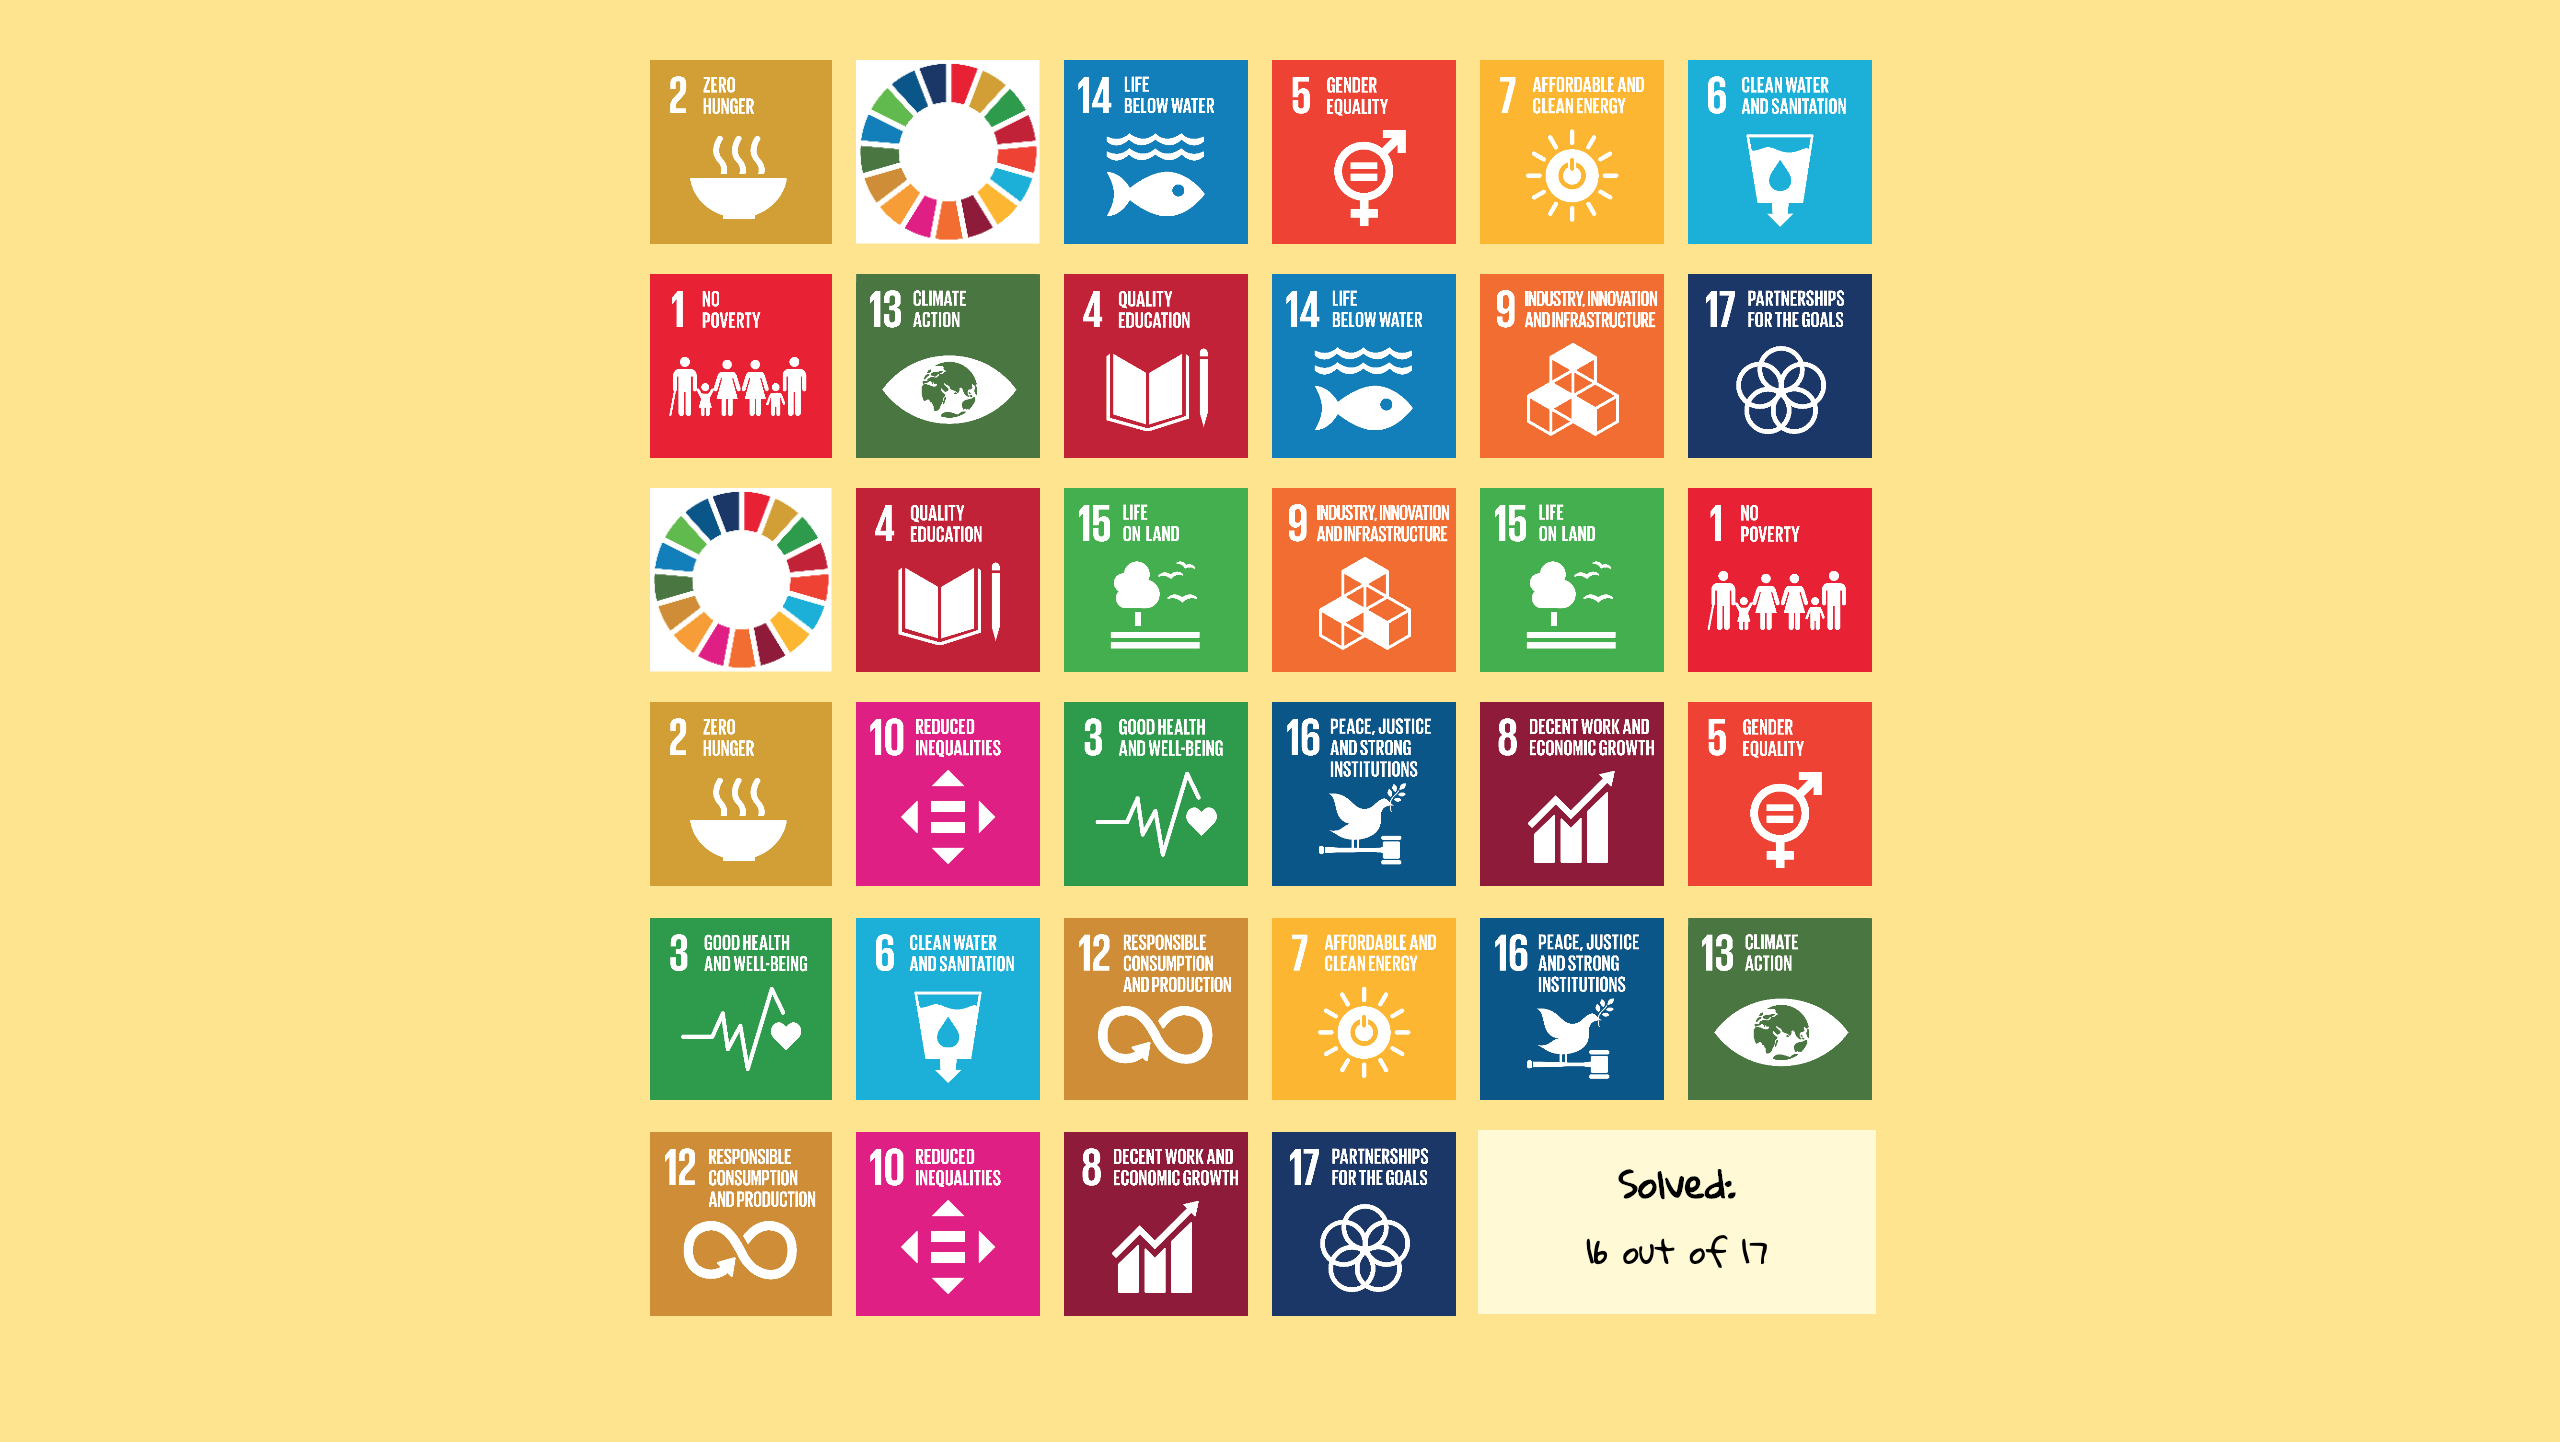 2 ZERO
HUNGER
14 LIFE
BELOW WATER
5 GENDER
EQUALITY
7 AFFORDABLE AND
CLEAN ENERGY
6 CLEAN WATER
AND SANITATION
1 NO
POVERTY
13 CLIMATE
ACTION
4 QUALITY
EDUCATION
14 LIFE
BELOW WATER
9 INDUSTRY, INNOVATION
AND INFRASTRUCTURE
17 PARTNERSHIPS
FOR THE GOALS
4 QUALITY
EDUCATION
15 LIFE
ON LAND
9 INDUSTRY, INNOVATION
AND INFRASTRUCTURE
15 LIFE
ON LAND
1 NO
POVERTY
2 ZERO
HUNGER
10 REDUCED
INEQUALITIES
3 GOOD HEALTH
AND WELL-BEING
16 PEACE, JUSTICE
AND STRONG
INSTITUTIONS
8 DECENT WORK AND
ECONOMIC GROWTH
5 GENDER
EQUALITY
3 GOOD HEALTH
AND WELL-BEING
6 CLEAN WATER
AND SANITATION
12 RESPONSIBLE
CONSUMPTION
AND PRODUCTION
7 AFFORDABLE AND
CLEAN ENERGY
16 PEACE, JUSTICE
AND STRONG
INSTITUTIONS
13 CLIMATE
ACTION
12 RESPONSIBLE
CONSUMPTION
AND PRODUCTION
10 REDUCED
INEQUALITIES
8 DECENT WORK AND
ECONOMIC GROWTH
17 PARTNERSHIPS
FOR THE GOALS
Solved:
16 out of 17